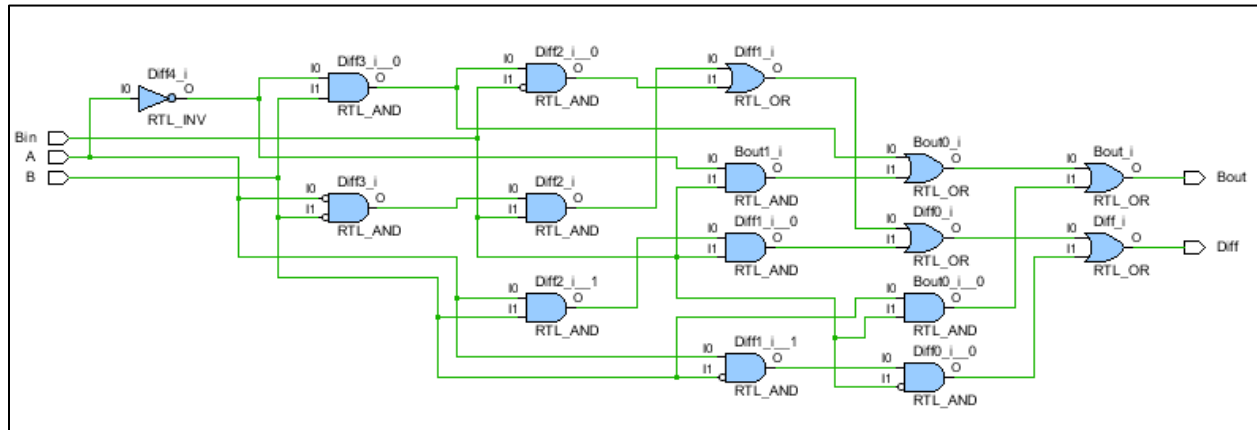 Diff3_i__0
I0
O
I1
RTL_AND
Diff2_i__0
I0
O
I1
RTL_AND
Diff1_i
I0
O
I1
RTL_OR
Diff4_i
I0
O
RTL_INV
Bin
A
B
Bout1_i
I0
O
I1
RTL_AND
Bout0_i
I0
O
I1
RTL_OR
Bout_i
I0
O
I1
RTL_OR
Bout
Diff3_i
I0
O
I1
RTL_AND
Diff2_i
I0
O
I1
RTL_AND
Diff1_i__0
I0
O
I1
RTL_AND
Diff0_i
I0
O
I1
RTL_OR
Diff_i
I0
O
I1
RTL_OR
Diff
Diff2_i__1
I0
O
I1
RTL_AND
Bout0_i__0
I0
O
I1
RTL_AND
Diff1_i__1
I0
O
I1
RTL_AND
Diff0_i__0
I0
O
I1
RTL_AND